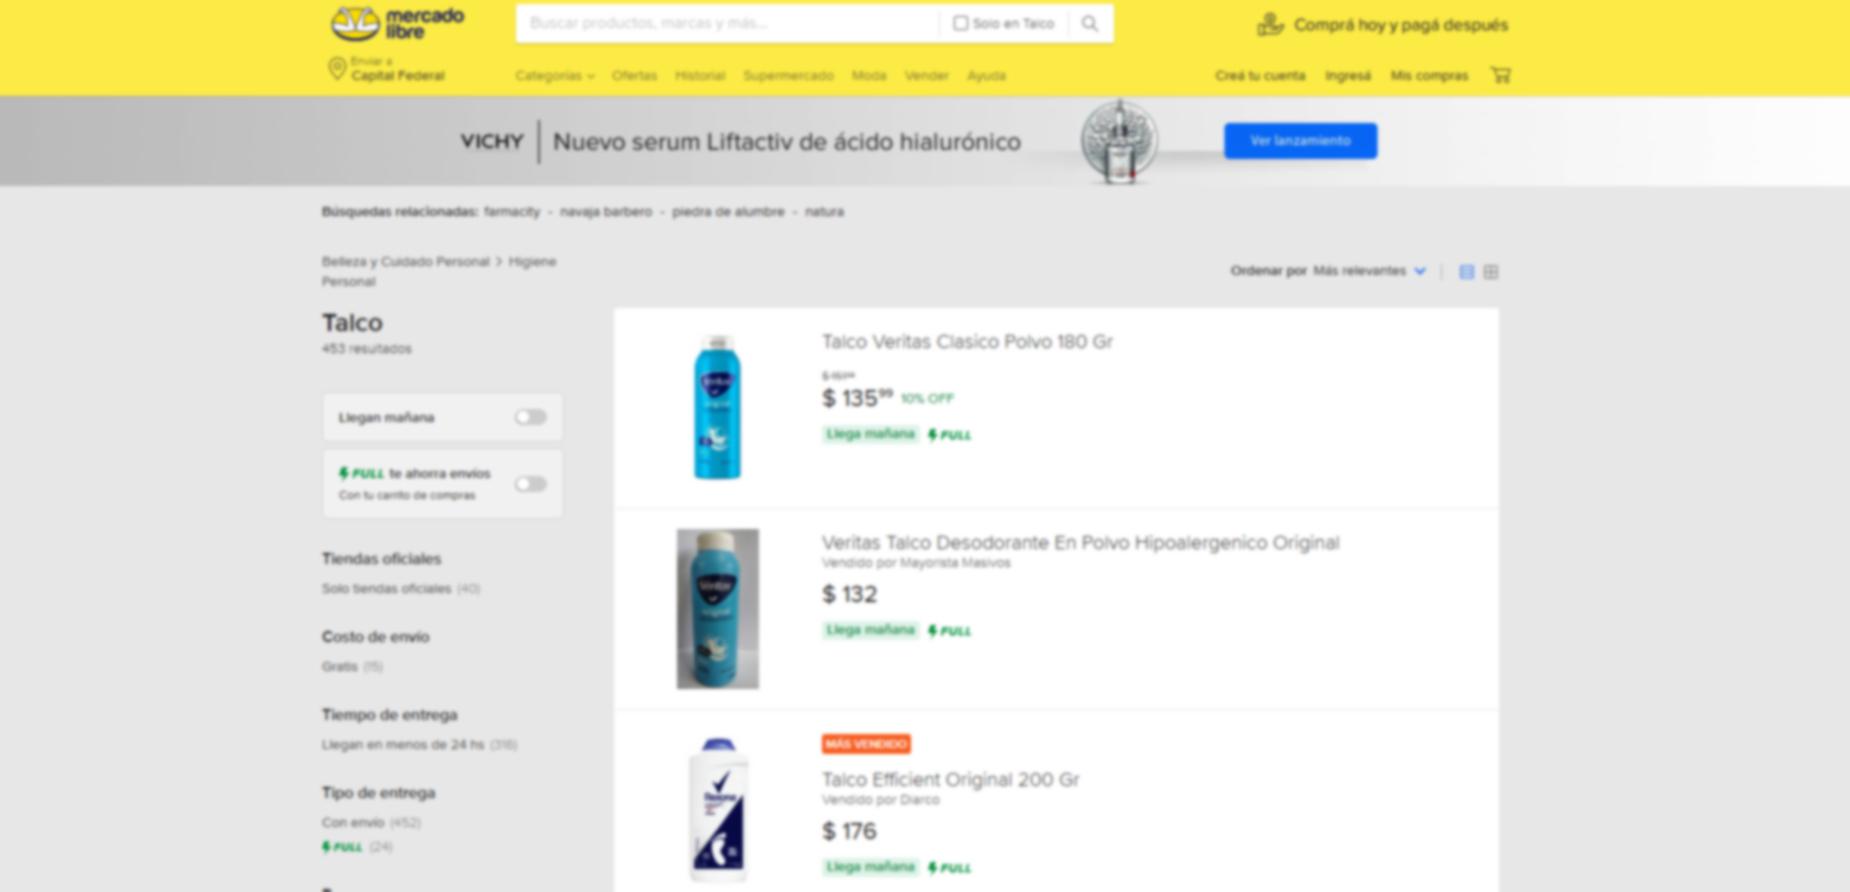 mercado
libre
Buscar productos, marcas y más...
Solo en Talco
Comprá hoy y pagá después
Enviar a
Capital Federal
Categorías Ofertas Historial Supermercado Moda Vender Ayuda
Creá tu cuenta Ingresá Mis compras
VICHY Nuevo serum Liftactiv de ácido hialurónico
Ver lanzamiento
Búsquedas relacionadas: farmacity - navaja barbero - piedra de alumbre - natura
Belleza y Cuidado Personal > Higiene
Personal
Ordenar por Más relevantes
Talco
453 resultados
Llegan mañana
FULL te ahorra envíos
Con tu carrito de compras
Tiendas oficiales
Solo tiendas oficiales (40)
Costo de envío
Gratis (15)
Tiempo de entrega
Llegan en menos de 24 hs
Tipo de entrega
Con envío (452)
FULL (24)
Talco Veritas Clasico Polvo 180 Gr
$ 135⁹⁹ 10% OFF
Llega mañana FULL
Veritas
Veritas Talco Desodorante En Polvo Hipoalergenico Original
Vendido por Mayorista Masivos
$ 132
Llega mañana FULL
Veritas
MÁS VENDIDO
Talco Efficient Original 200 Gr
Vendido por Diarco
$ 176
Llega mañana FULL
Rexona